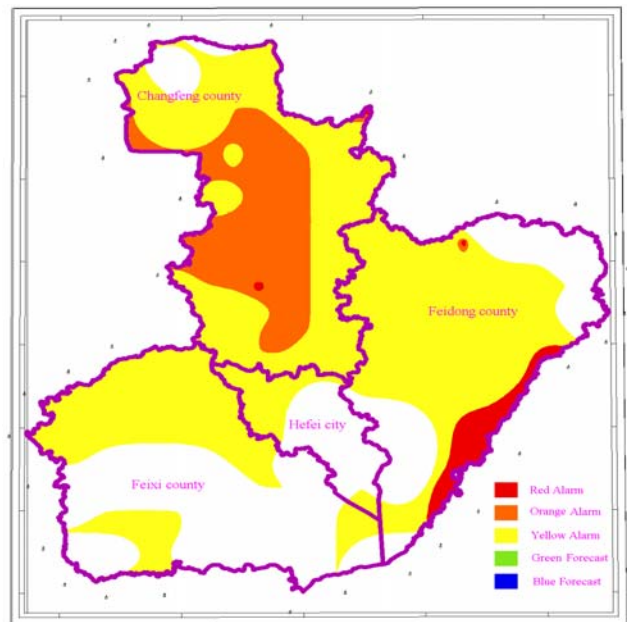 Changfeng county
Feidong county
Hefei city
Feixi county
Red Alarm
Orange Alarm
Yellow Alarm
Green Forecast
Blue Forecast